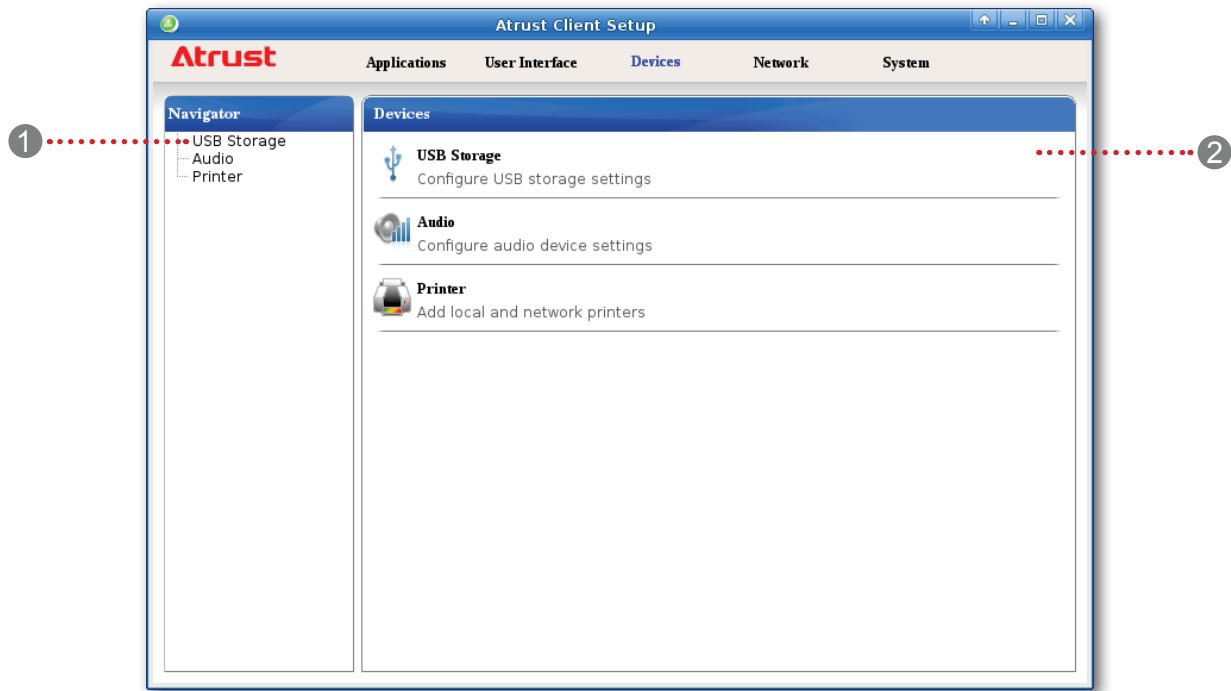 Atrust Client Setup
Atrust
Applications User Interface Devices Network System
Navigator
USB Storage
Audio
Printer
Devices
USB Storage
Configure USB storage settings
Audio
Configure audio device settings
Printer
Add local and network printers
1
2